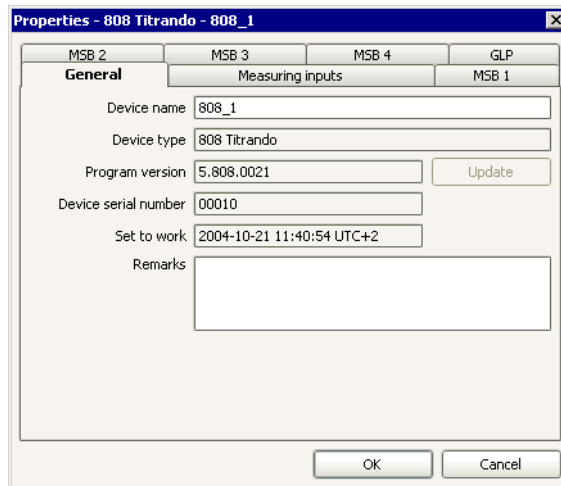 Properties - 808 Titrando - 808_1
MSB 2 MSB 3 MSB 4 GLP
General Measuring inputs MSB 1
Device name 808_1
Device type 808 Titrando
Program version 5.808.0021 Update
Device serial number 00010
Set to work 2004-10-21 11:40:54 UTC+2
Remarks
OK Cancel